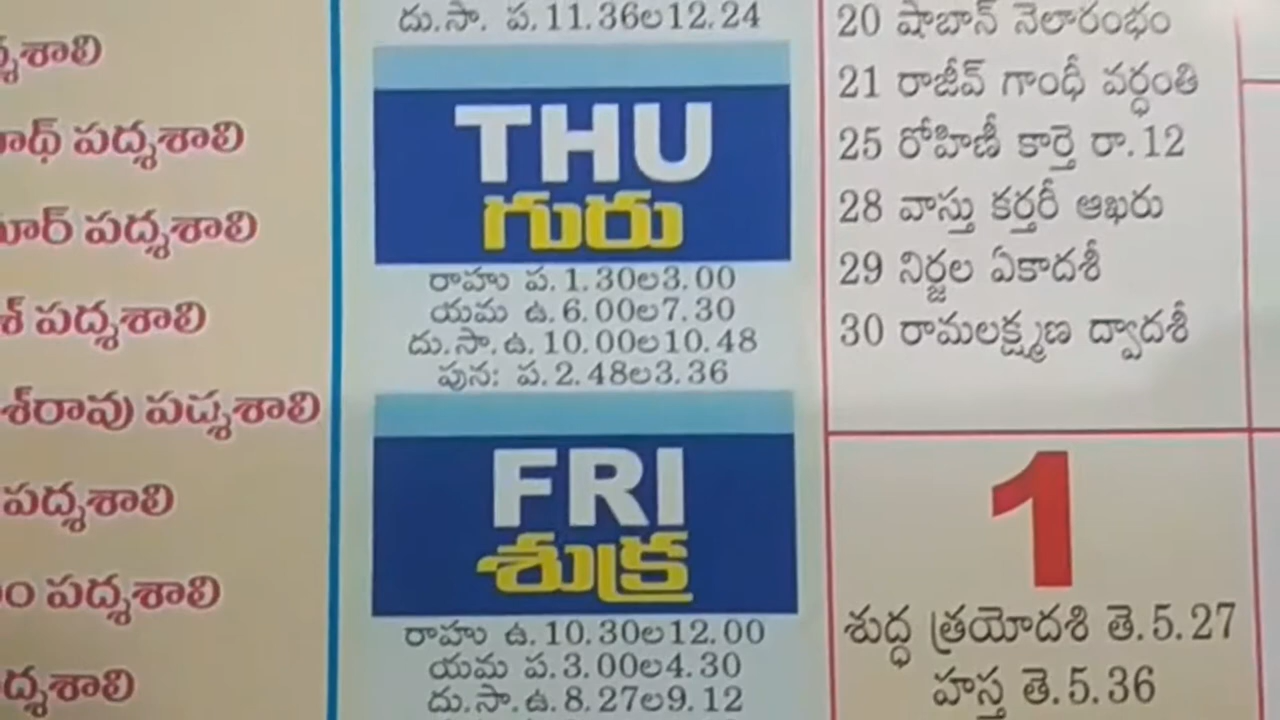 పద్మశాలి
పద్మశాలి
పద్మశాలి
పద్మశాలి
పద్మశాలి
పద్మశాలి
దు.సా. ప.11.36ల12.24
THU
గురు
రాహు ప.1.30ల3.00
యమ ఉ.6.00ల7.30
దు.సా.ఉ.10.00ల10.48
పున: ప.2.48ల3.36
FRI
శుక్ర
రాహు ఉ.10.30ల12.00
యమ ప.3.00ల4.30
దు.సా.ఉ.8.27ల9.12
20 షాబాన్ నెలారంభం
21 రాజీవ్ గాంధీ వర్ధంతి
25 రోహిణీ కార్తె రా.12
28 వాస్తు కర్తరీ ఆఖరు
29 నిర్జల ఏకాదశీ
30 రామలక్ష్మణ ద్వాదశీ
1
శుద్ధ త్రయోదశి తె.5.27
హస్త తె.5.36